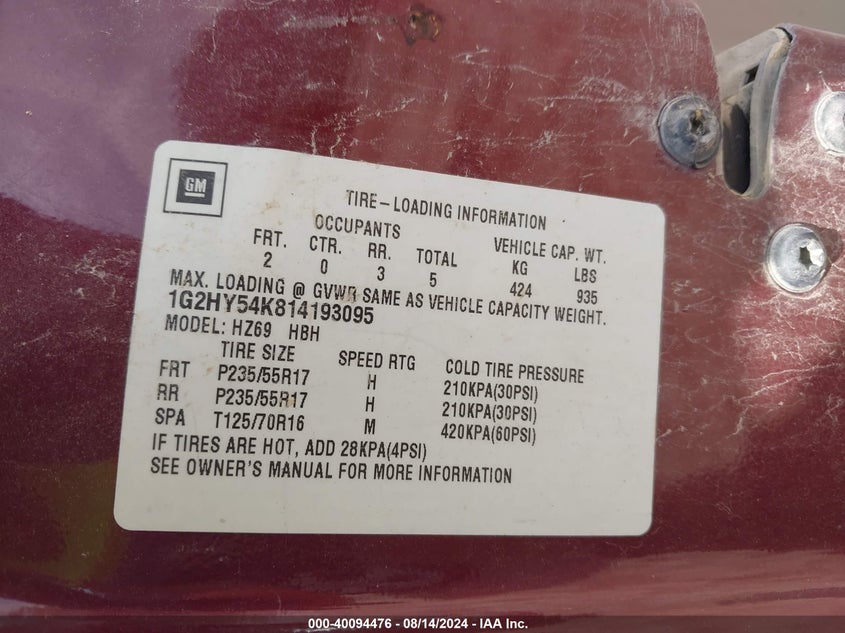 GM
TIRE-LOADING INFORMATION
OCCUPANTS VEHICLE CAP. WT.
FRT. CTR. RR. TOTAL KG LBS
2 0 3 5 424 935
MAX. LOADING @ GVWR SAME AS VEHICLE CAPACITY WEIGHT.
1G2HY54K814193095
MODEL: HZ69 HBH
TIRE SIZE SPEED RTG COLD TIRE PRESSURE
FRT P235/55R17 H 210KPA(30PSI)
RR P235/55R17 H 210KPA(30PSI)
SPA T125/70R16 M 420KPA(60PSI)
IF TIRES ARE HOT, ADD 28KPA(4PSI)
SEE OWNER'S MANUAL FOR MORE INFORMATION
000-40094476 - 08/14/2024 - IAA Inc.